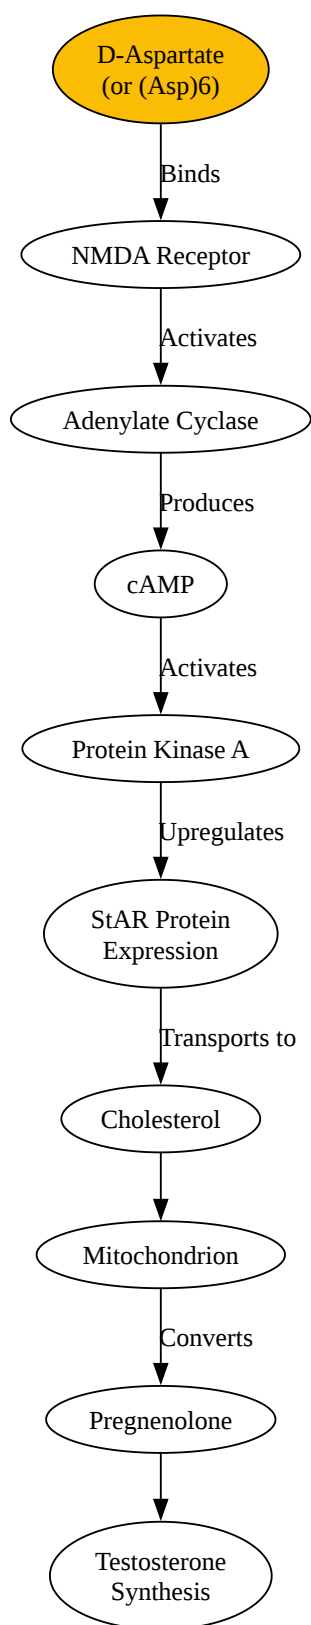 D-Aspartate
(or (Asp)6)
Binds
NMDA Receptor
Activates
Adenylate Cyclase
Produces
cAMP
Activates
Protein Kinase A
Upregulates
StAR Protein
Expression
Transports to
Cholesterol
Mitochondrion
Converts
Pregnenolone
Testosterone
Synthesis